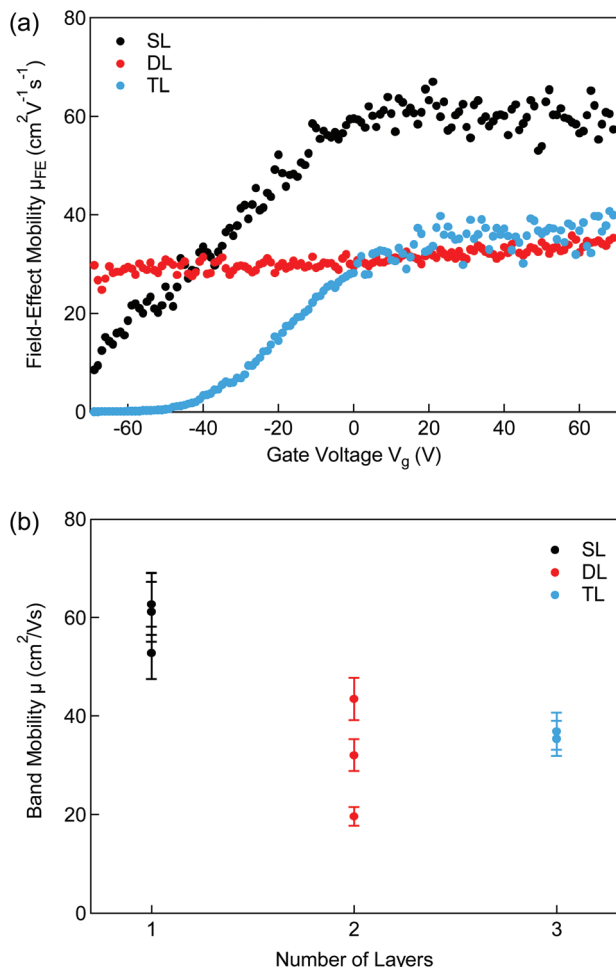 (a)
80
60
40
20
0
Field-Effect Mobility μFE (cm²V⁻¹s⁻¹)
SL
DL
TL
-60 -40 -20 0 20 40 60
Gate Voltage Vg (V)
(b)
80
60
40
20
0
Band Mobility μ (cm²/Vs)
SL
DL
TL
1 2 3
Number of Layers